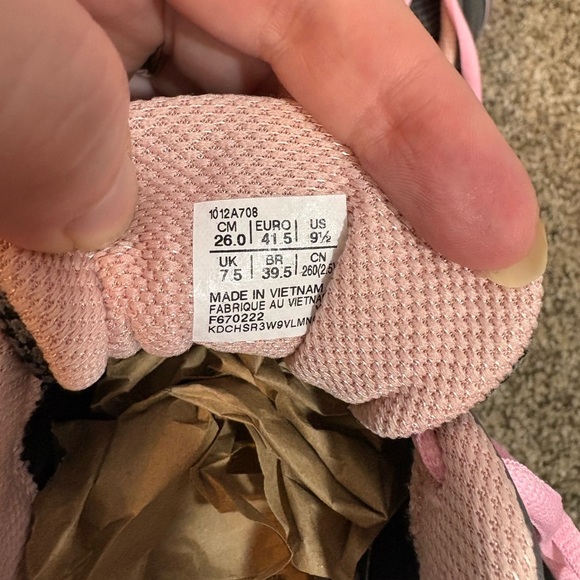 1012A708
CM EURO US
26.0 41.5 9½
UK BR CN
7.5 39.5 260(2.5
MADE IN VIETNAM
FABRIQUE AU VIETN
F670222
KDCHSR3W9VLMN